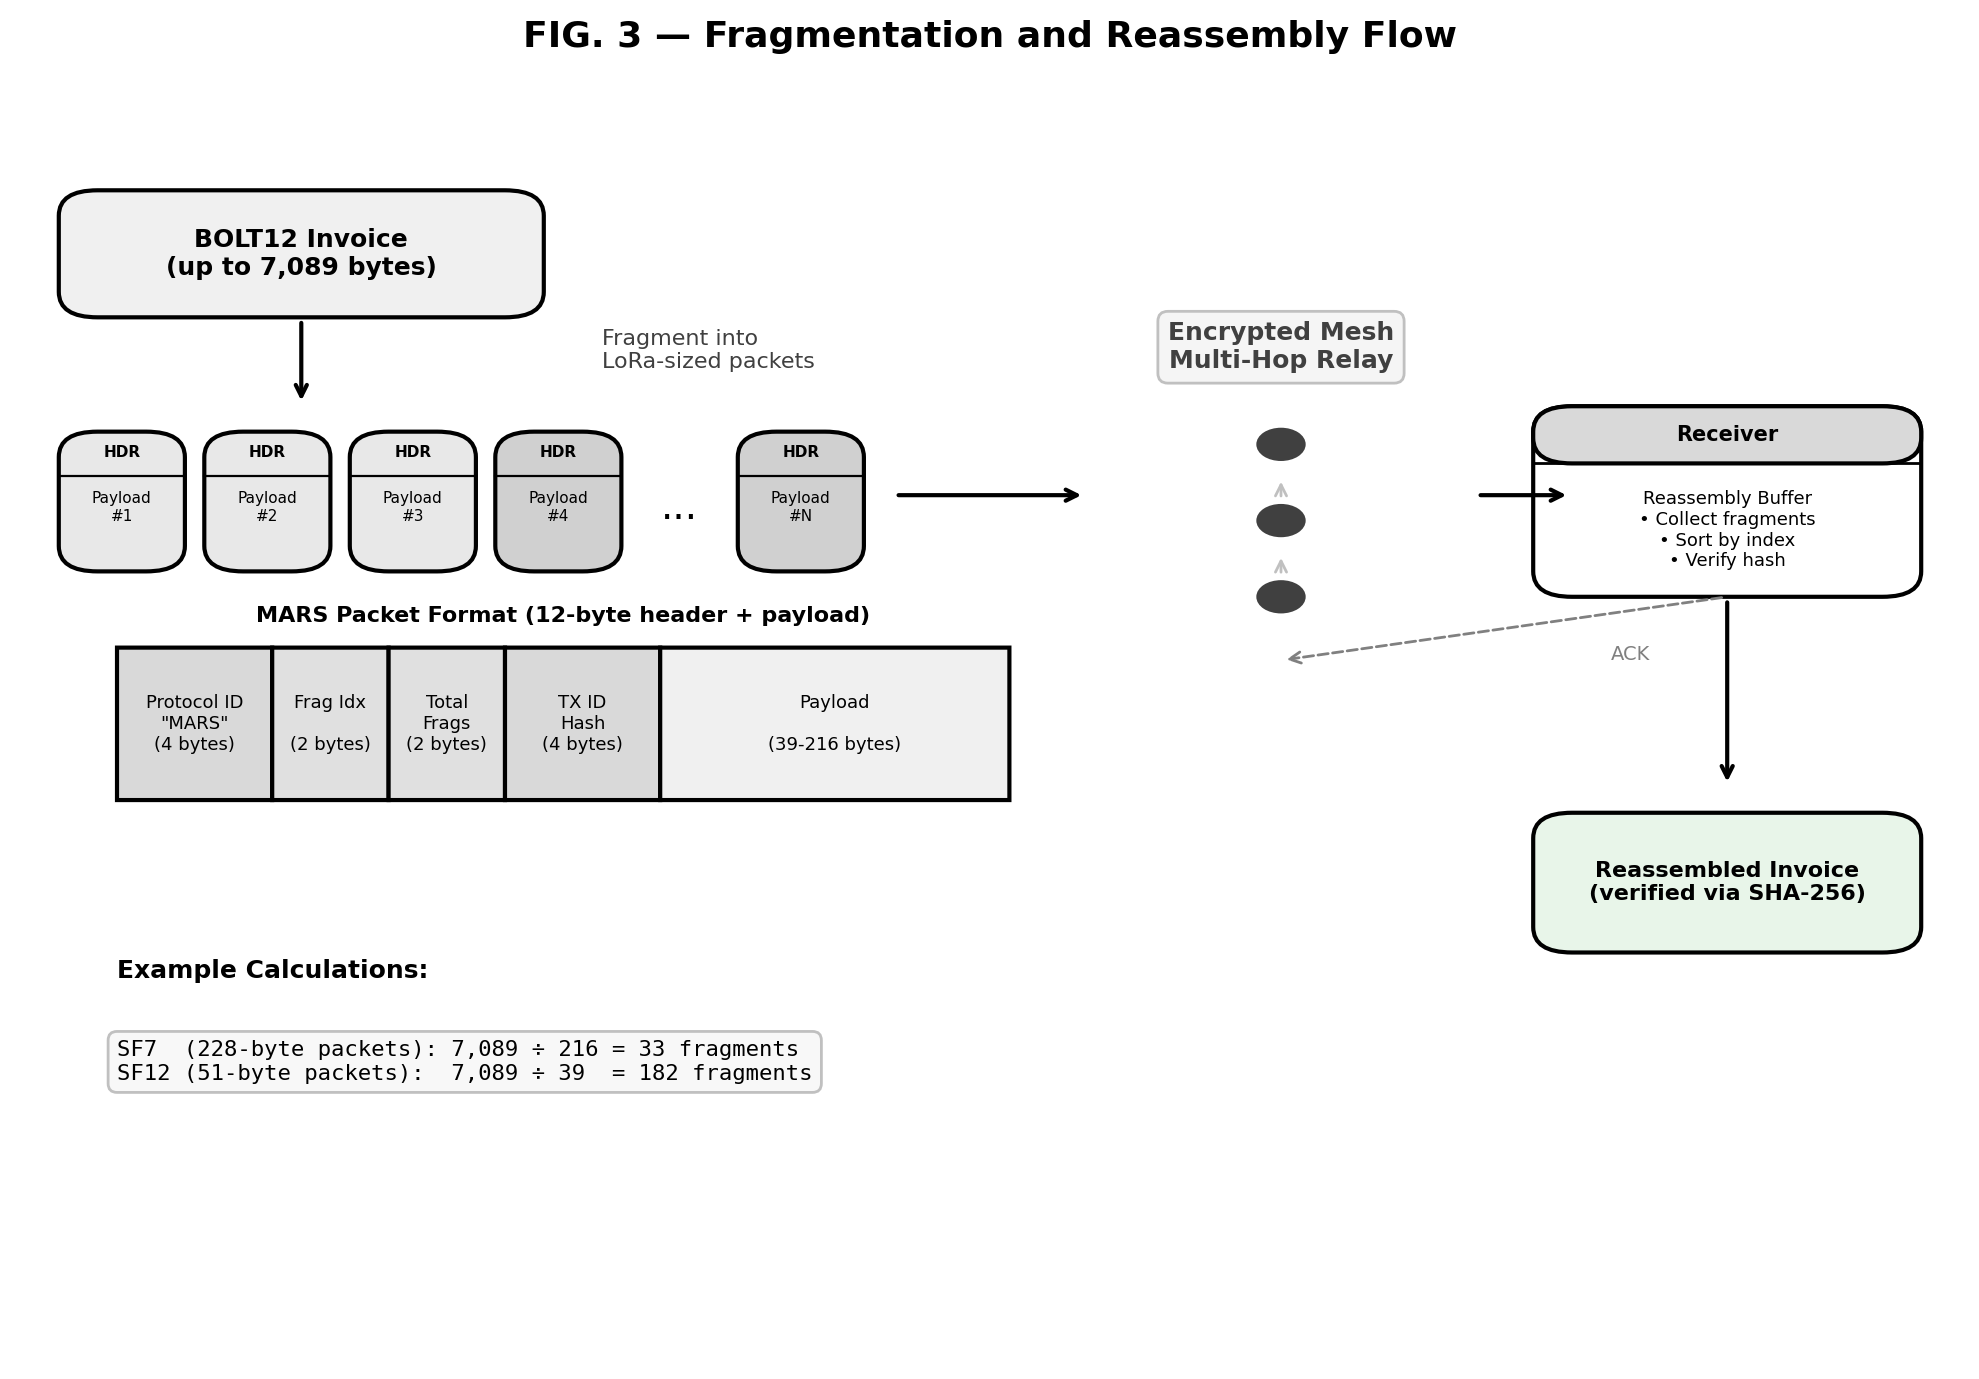 FIG. 3 — Fragmentation and Reassembly Flow
BOLT12 Invoice
(up to 7,089 bytes)
Fragment into
LoRa-sized packets
HDR
Payload
#1
HDR
Payload
#2
HDR
Payload
#3
HDR
Payload
#4
...
HDR
Payload
#N
Encrypted Mesh
Multi-Hop Relay
Receiver
Reassembly Buffer
• Collect fragments
• Sort by index
• Verify hash
ACK
MARS Packet Format (12-byte header + payload)
Protocol ID
"MARS"
(4 bytes)
Frag Idx
(2 bytes)
Total
Frags
(2 bytes)
TX ID
Hash
(4 bytes)
Payload
(39-216 bytes)
Reassembled Invoice
(verified via SHA-256)
Example Calculations:
SF7  (228-byte packets): 7,089 ÷ 216 = 33 fragments
SF12 (51-byte packets):  7,089 ÷ 39  = 182 fragments